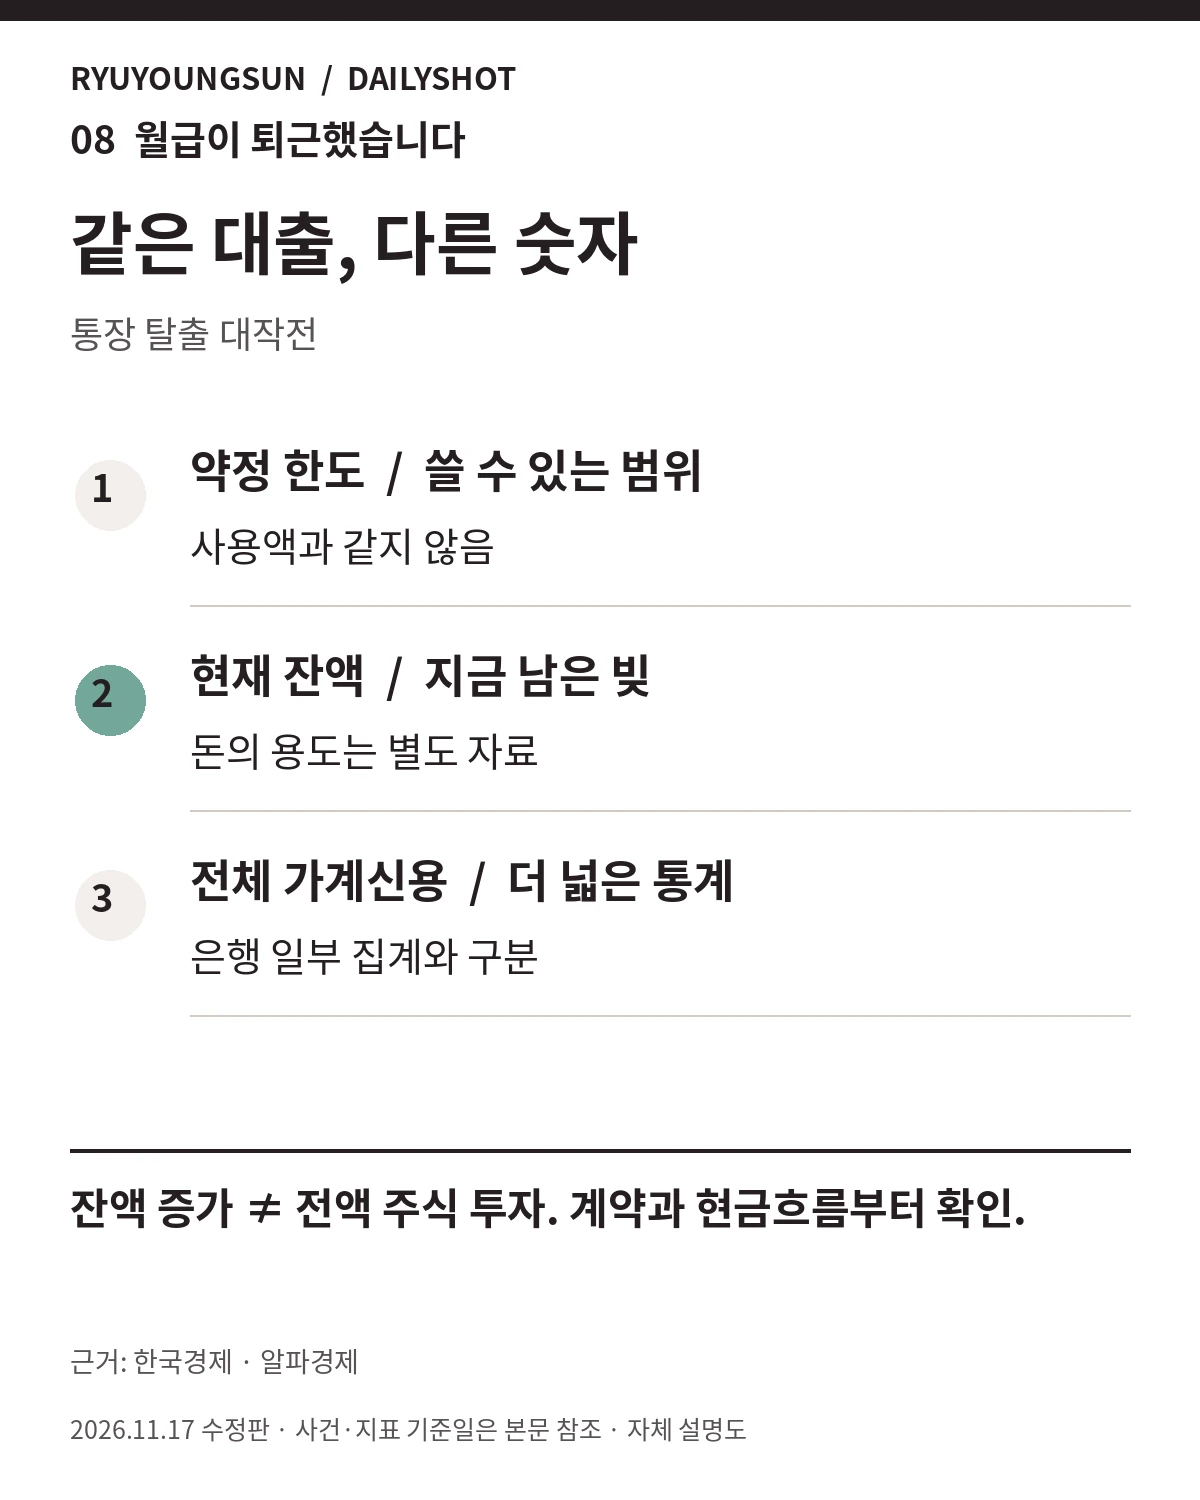 RYUYOUNGSUN / DAILYSHOT
08 월급이 퇴근했습니다
같은 대출, 다른 숫자
통장 탈출 대작전
1
약정 한도 / 쓸 수 있는 범위
사용액과 같지 않음
2
현재 잔액 / 지금 남은 빚
돈의 용도는 별도 자료
3
전체 가계신용 / 더 넓은 통계
은행 일부 집계와 구분
잔액 증가 ≠ 전액 주식 투자. 계약과 현금흐름부터 확인.
근거: 한국경제 · 알파경제
2026.11.17 수정판 · 사건·지표 기준일은 본문 참조 · 자체 설명도